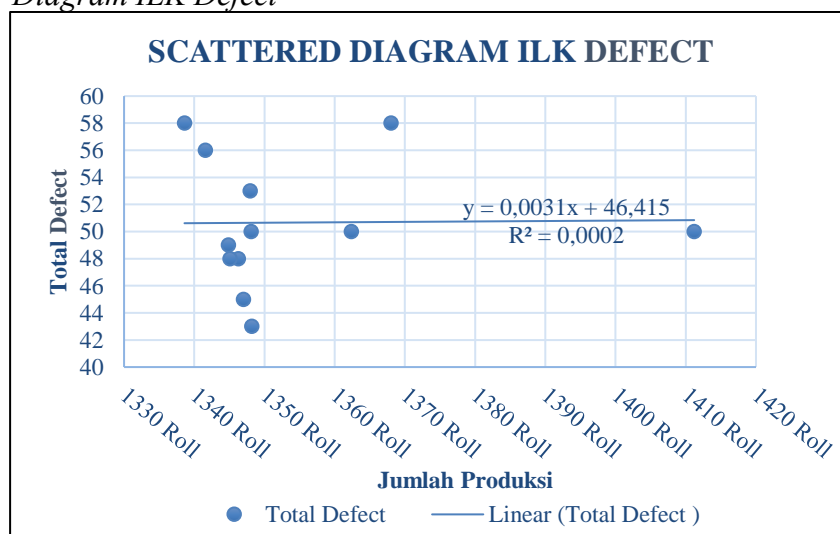 Diagram ILK Defect
SCATTERED DIAGRAM ILK DEFECT
60
58
56
54
52
50
48
46
44
42
40
Total Defect
y = 0,0031x + 46,415
R² = 0,0002
1330 Roll
1340 Roll
1350 Roll
1360 Roll
1370 Roll
1380 Roll
1390 Roll
1400 Roll
1410 Roll
1420 Roll
Jumlah Produksi
Total Defect
Linear (Total Defect )